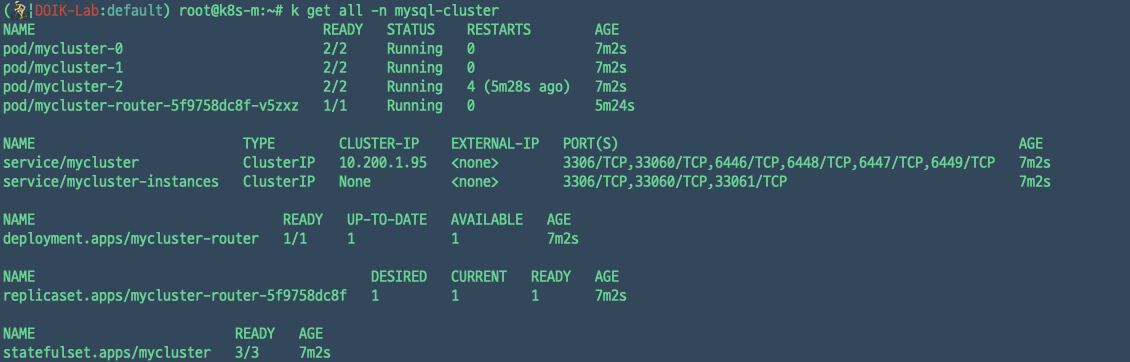 (🏇|DOIK-Lab:default) root@k8s-m:~# k get all -n mysql-cluster
NAME READY STATUS RESTARTS AGE
pod/mycluster-0 2/2 Running 0 7m2s
pod/mycluster-1 2/2 Running 0 7m2s
pod/mycluster-2 2/2 Running 4 (5m28s ago) 7m2s
pod/mycluster-router-5f9758dc8f-v5zxz 1/1 Running 0 5m24s
NAME TYPE CLUSTER-IP EXTERNAL-IP PORT(S) AGE
service/mycluster ClusterIP 10.200.1.95 <none> 3306/TCP,33060/TCP,6446/TCP,6448/TCP,6447/TCP,6449/TCP 7m2s
service/mycluster-instances ClusterIP None <none> 3306/TCP,33060/TCP,33061/TCP 7m2s
NAME READY UP-TO-DATE AVAILABLE AGE
deployment.apps/mycluster-router 1/1 1 1 7m2s
NAME DESIRED CURRENT READY AGE
replicaset.apps/mycluster-router-5f9758dc8f 1 1 1 7m2s
NAME READY AGE
statefulset.apps/mycluster 3/3 7m2s